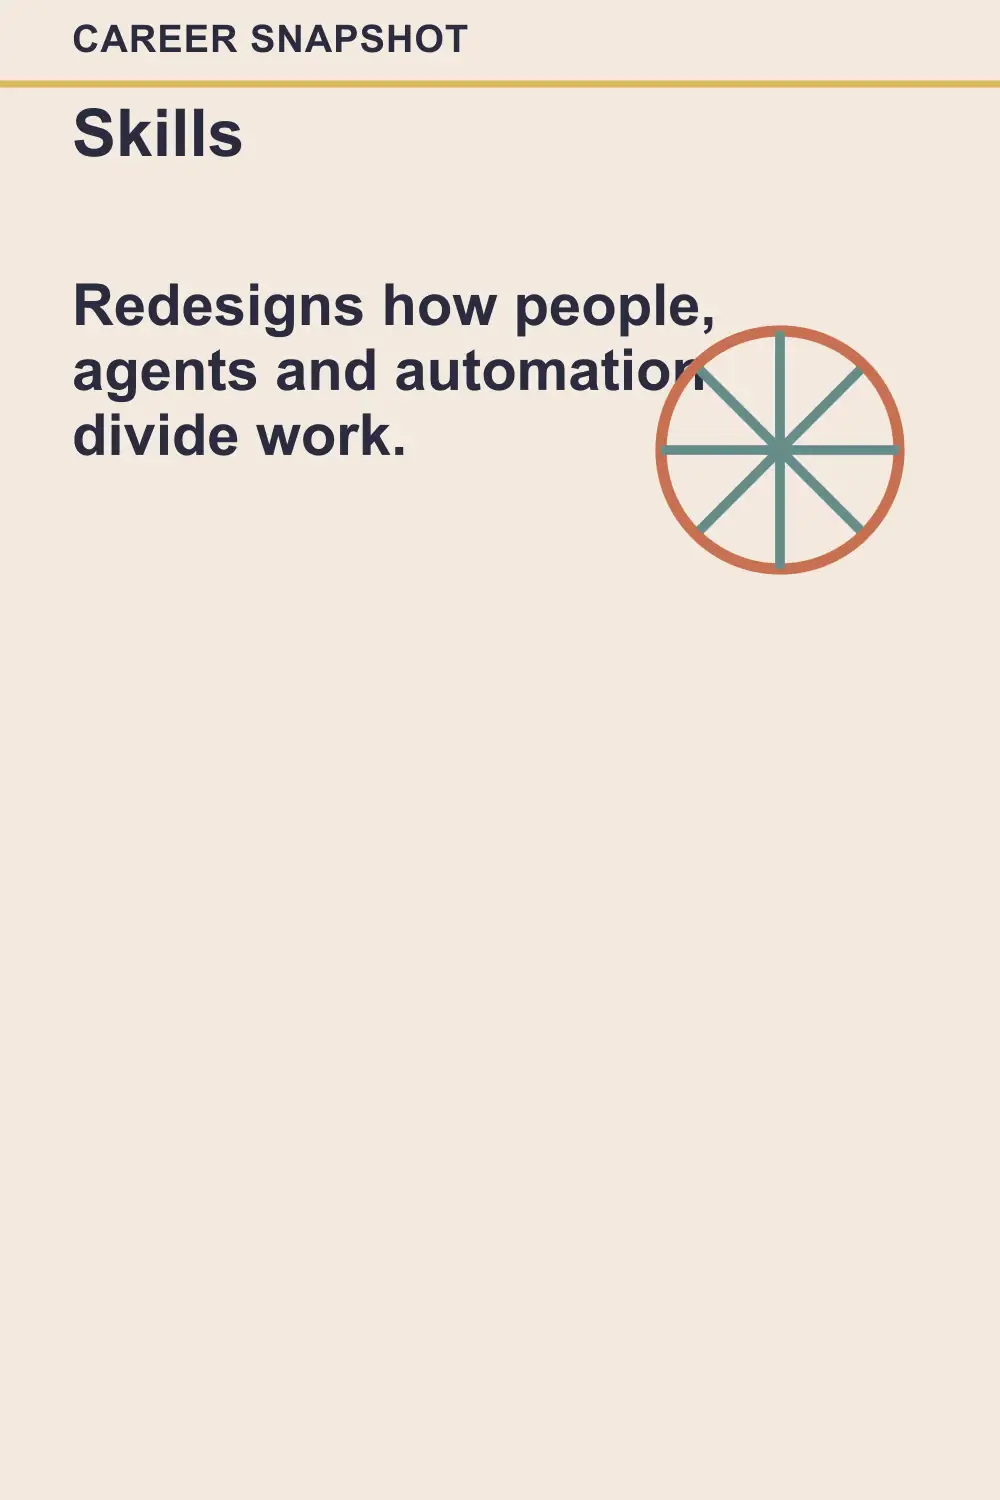 CAREER SNAPSHOT
Skills
Redesigns how people,
agents and automation
divide work.